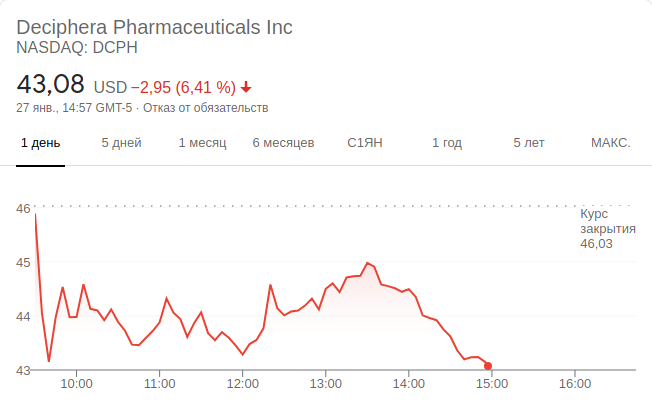 Deciphera Pharmaceuticals Inc
NASDAQ: DCPH
43,08 USD −2,95 (6,41 %)
27 янв., 14:57 GMT-5 · Отказ от обязательств
1 день 5 дней 1 месяц 6 месяцев С1ЯН 1 год 5 лет МАКС.
46
Курс
закрытия
46,03
45
44
43
10:00 11:00 12:00 13:00 14:00 15:00 16:00